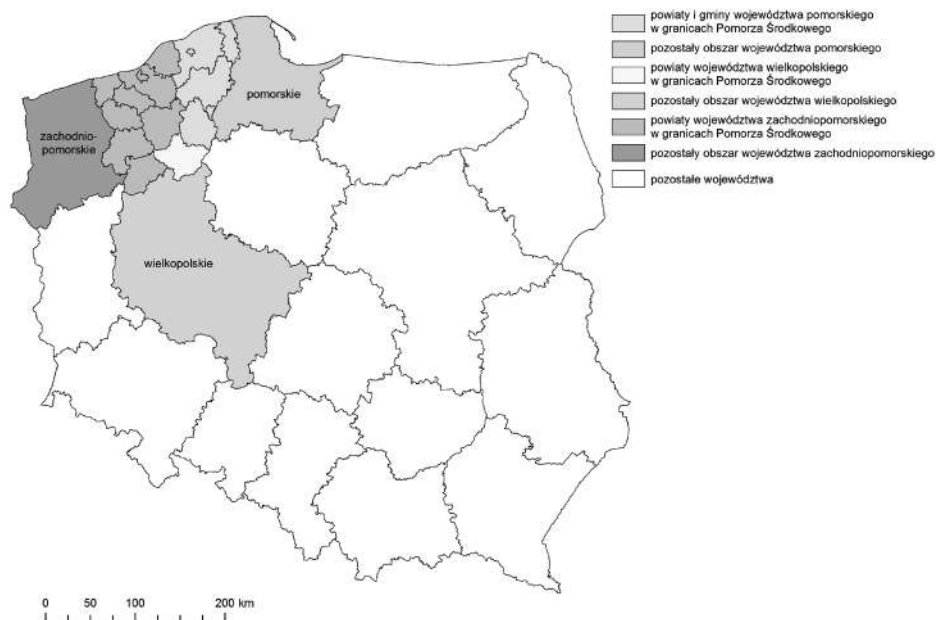 powiaty i gminy województwa pomorskiego
w granicach Pomorza Środkowego
pozostały obszar województwa pomorskiego
powiaty województwa wielkopolskiego
w granicach Pomorza Środkowego
pozostały obszar województwa wielkopolskiego
powiaty województwa zachodniopomorskiego
w granicach Pomorza Środkowego
pozostały obszar województwa zachodniopomorskiego
pozostałe województwa
pomorskie
zachodnio-
pomorskie
wielkopolskie
0 50 100 200 km